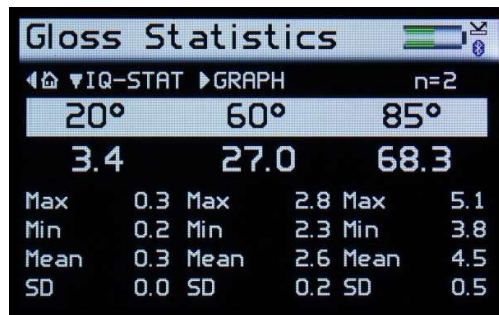 Gloss Statistics
IQ-STAT GRAPH n=2
20° 60° 85°
3.4 27.0 68.3
Max 0.3 Max 2.8 Max 5.1
Min 0.2 Min 2.3 Min 3.8
Mean 0.3 Mean 2.6 Mean 4.5
SD 0.0 SD 0.2 SD 0.5